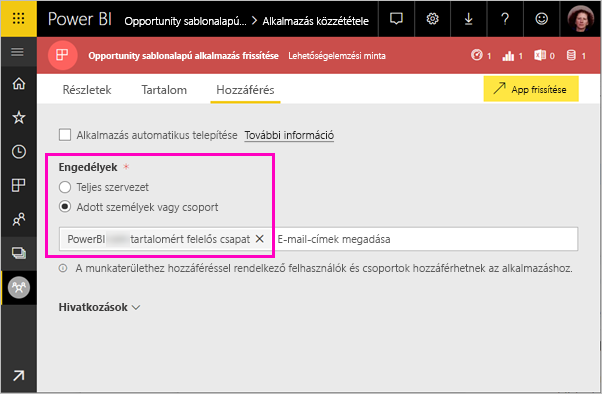 Power BI Opportunity sablonalapú ... > Alkalmazás közzététele
Opportunity sablonalapú alkalmazás frissítése Lehetőségelemzési minta 1 1 0 1
Részletek Tartalom Hozzáférés App frissítése
Alkalmazás automatikus telepítése További információ
Engedélyek *
Teljes szervezet
Adott személyek vagy csoport
PowerBI tartalomért felelős csapat × E-mail-címek megadása
A munkaterülethez hozzáféréssel rendelkező felhasználók és csoportok hozzáférhetnek az alkalmazáshoz.
Hivatkozások